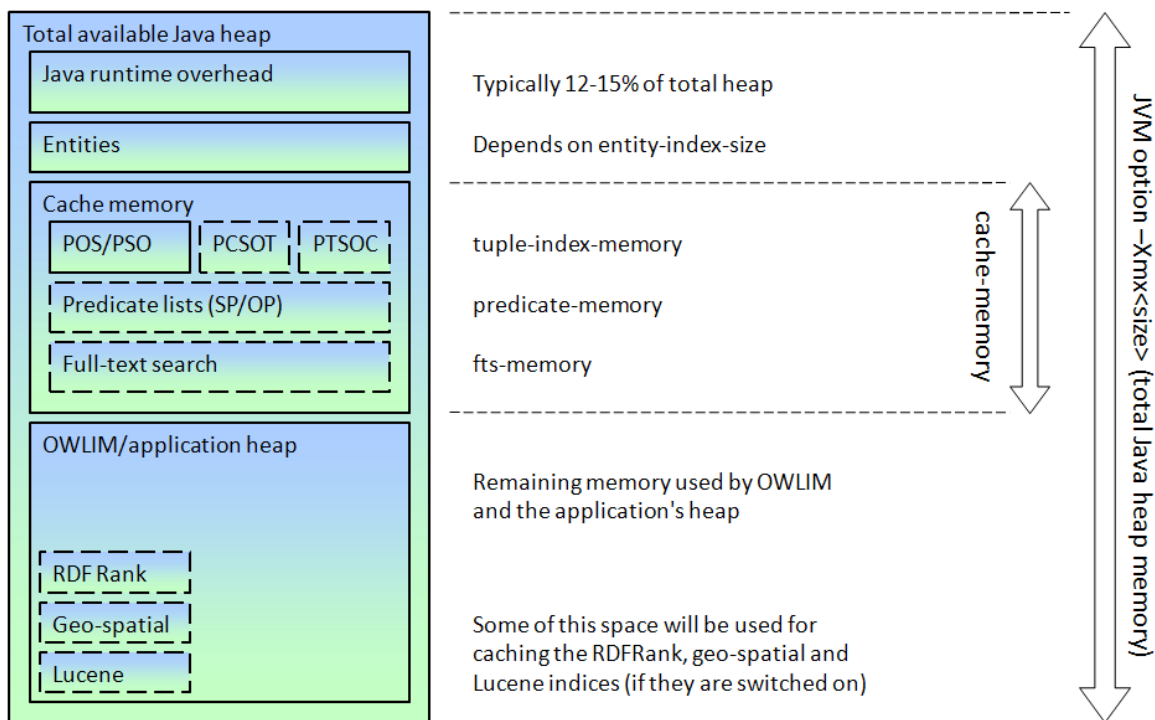 Total available Java heap
Java runtime overhead
Typically 12-15% of total heap
Entities
Depends on entity-index-size
Cache memory
POS/PSO
PCSOT
PTSOC
tuple-index-memory
Predicate lists (SP/OP)
predicate-memory
Full-text search
fts-memory
cache-memory
JVM option –Xmx<size> (total Java heap memory)
OWLIM/application heap
Remaining memory used by OWLIM
and the application's heap
RDF Rank
Geo-spatial
Lucene
Some of this space will be used for
caching the RDFRank, geo-spatial and
Lucene indices (if they are switched on)